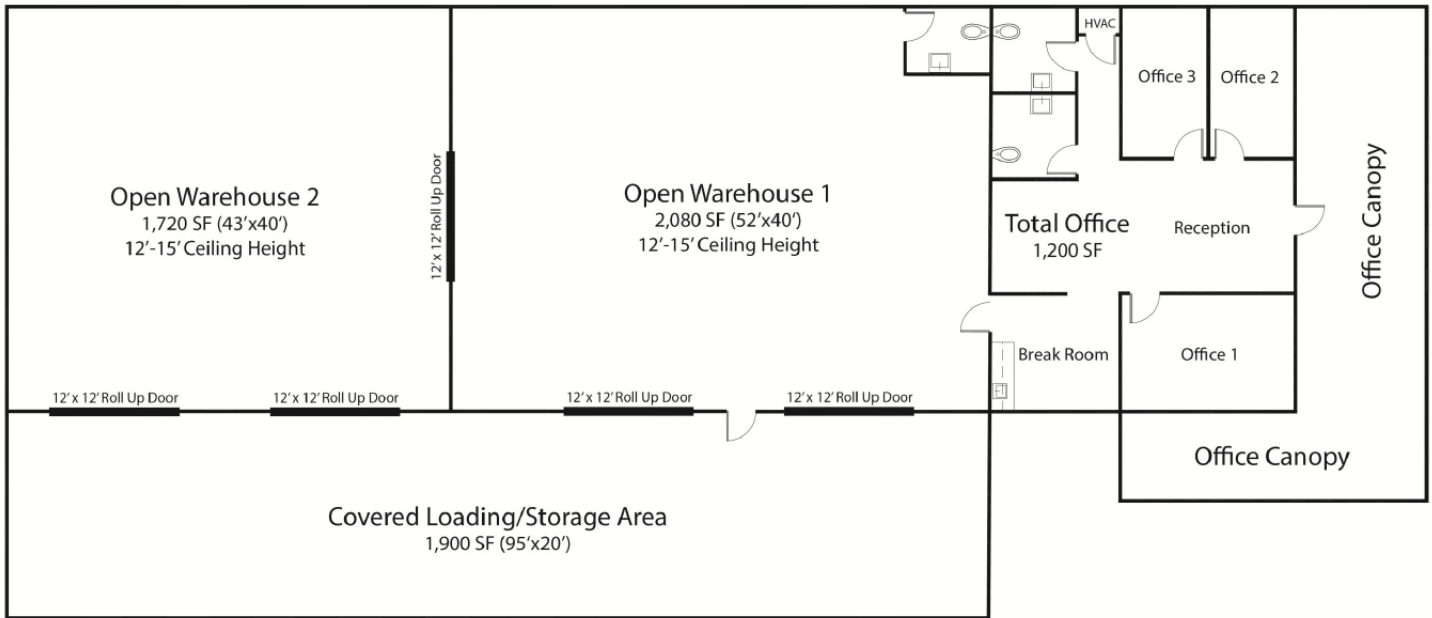 HVAC
Office 3
Office 2
Open Warehouse 2
1,720 SF (43'x40')
12'-15' Ceiling Height
12' x 12' Roll Up Door
Open Warehouse 1
2,080 SF (52'x40')
12'-15' Ceiling Height
Total Office
1,200 SF
Reception
Office Canopy
Break Room
Office 1
12' x 12' Roll Up Door
12' x 12' Roll Up Door
12' x 12' Roll Up Door
12' x 12' Roll Up Door
Office Canopy
Covered Loading/Storage Area
1,900 SF (95'x20')